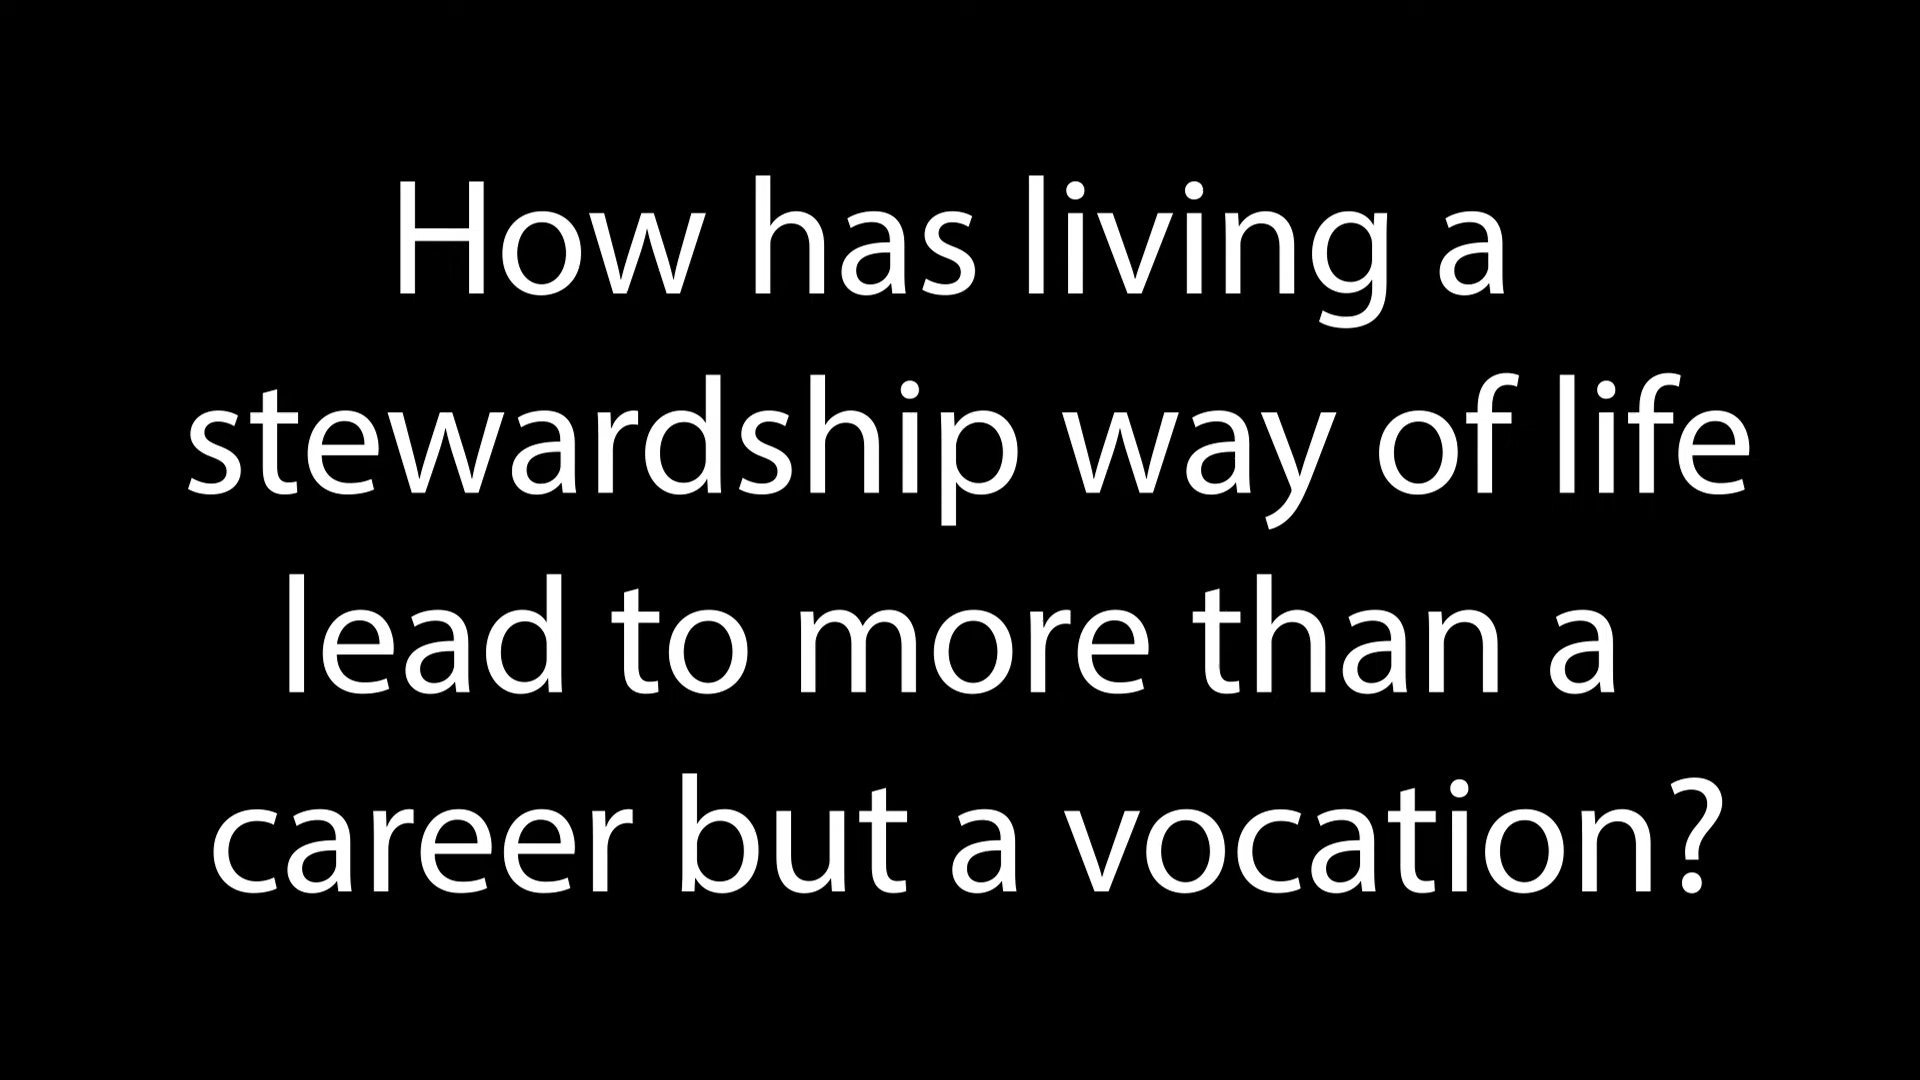 How has living a
stewardship way of life
lead to more than a
career but a vocation?